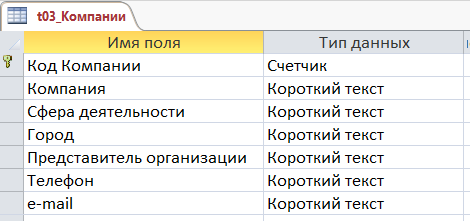 t03_Компании
Имя поля Тип данных
Код Компании Счетчик
Компания Короткий текст
Сфера деятельности Короткий текст
Город Короткий текст
Представитель организации Короткий текст
Телефон Короткий текст
e-mail Короткий текст